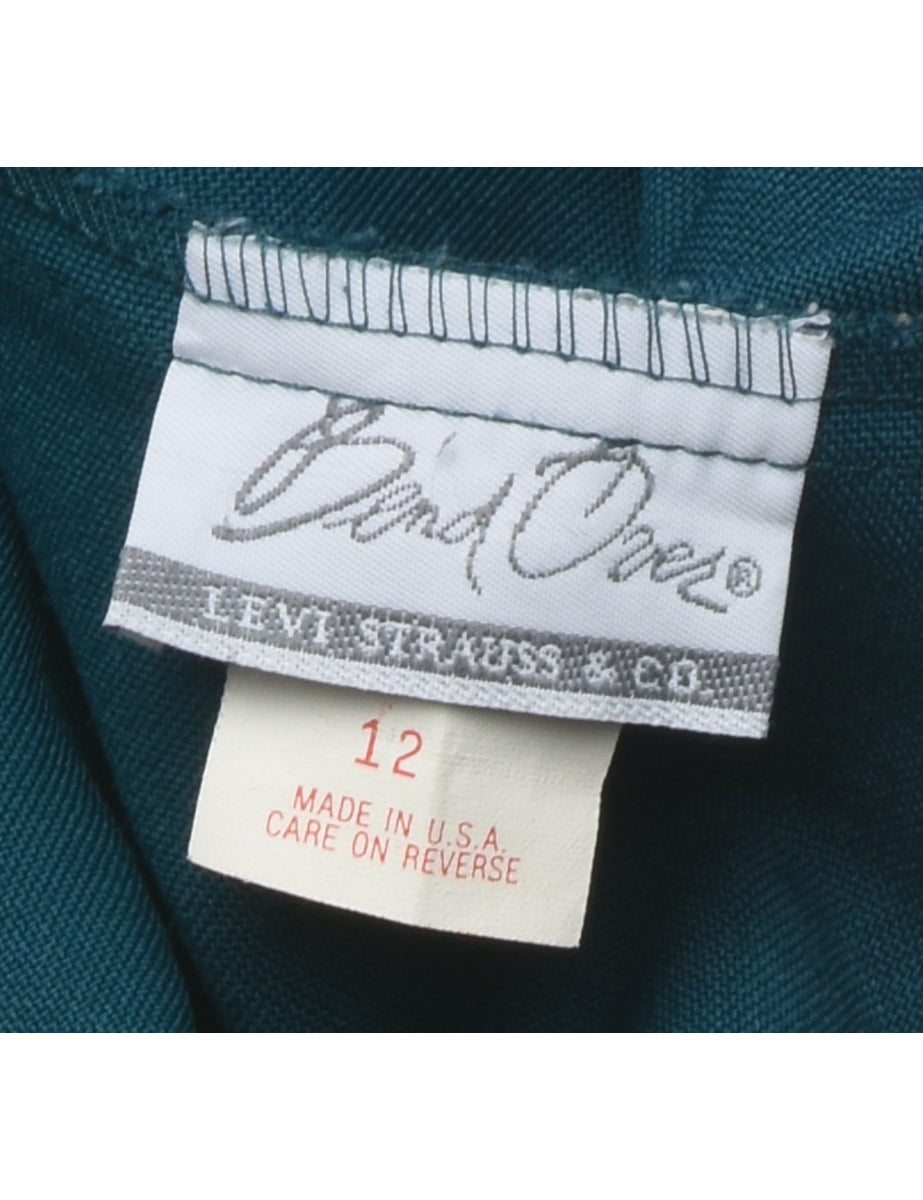 Bend Over®
LEVI STRAUSS & CO.
12
MADE IN U.S.A.
CARE ON REVERSE